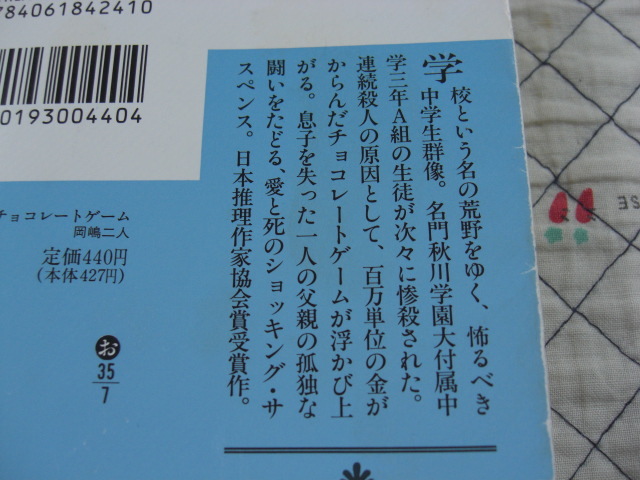 784061842410
0193004404
チョコレートゲーム
岡嶋二人
定価440円
(本体427円)
お
35
7
学校という名の荒野をゆく、怖るべき
中学生群像。名門秋川学園大付属中
学三年A組の生徒が次々に惨殺された。
連続殺人の原因として、百万単位の金が
からんだチョコレートゲームが浮かび上
がる。息子を失った一人の父親の孤独な
闘いをたどる、愛と死のショッキング・サ
スペンス。日本推理作家協会賞受賞作。